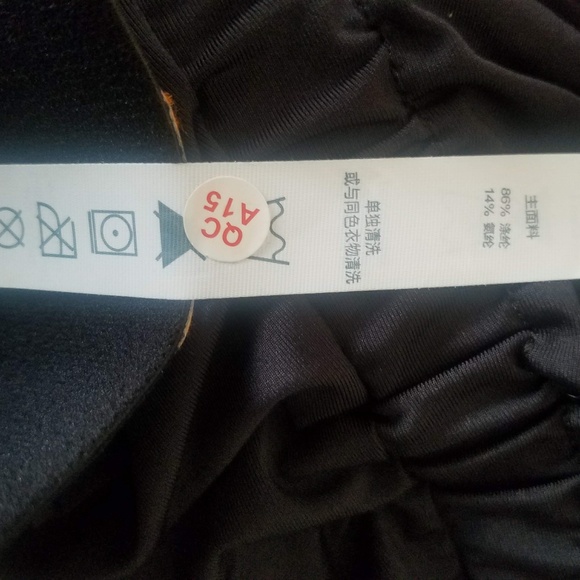 主面料
86% 涤纶
14% 氨纶
单独清洗
或与同色衣物清洗
QC
A15